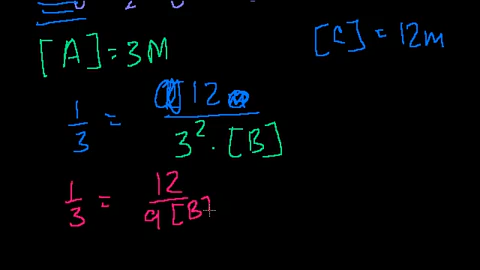 [A] = 3M
[C] = 12M
1/3 = 12 / 3² · [B]
1/3 = 12 / 9 [B]